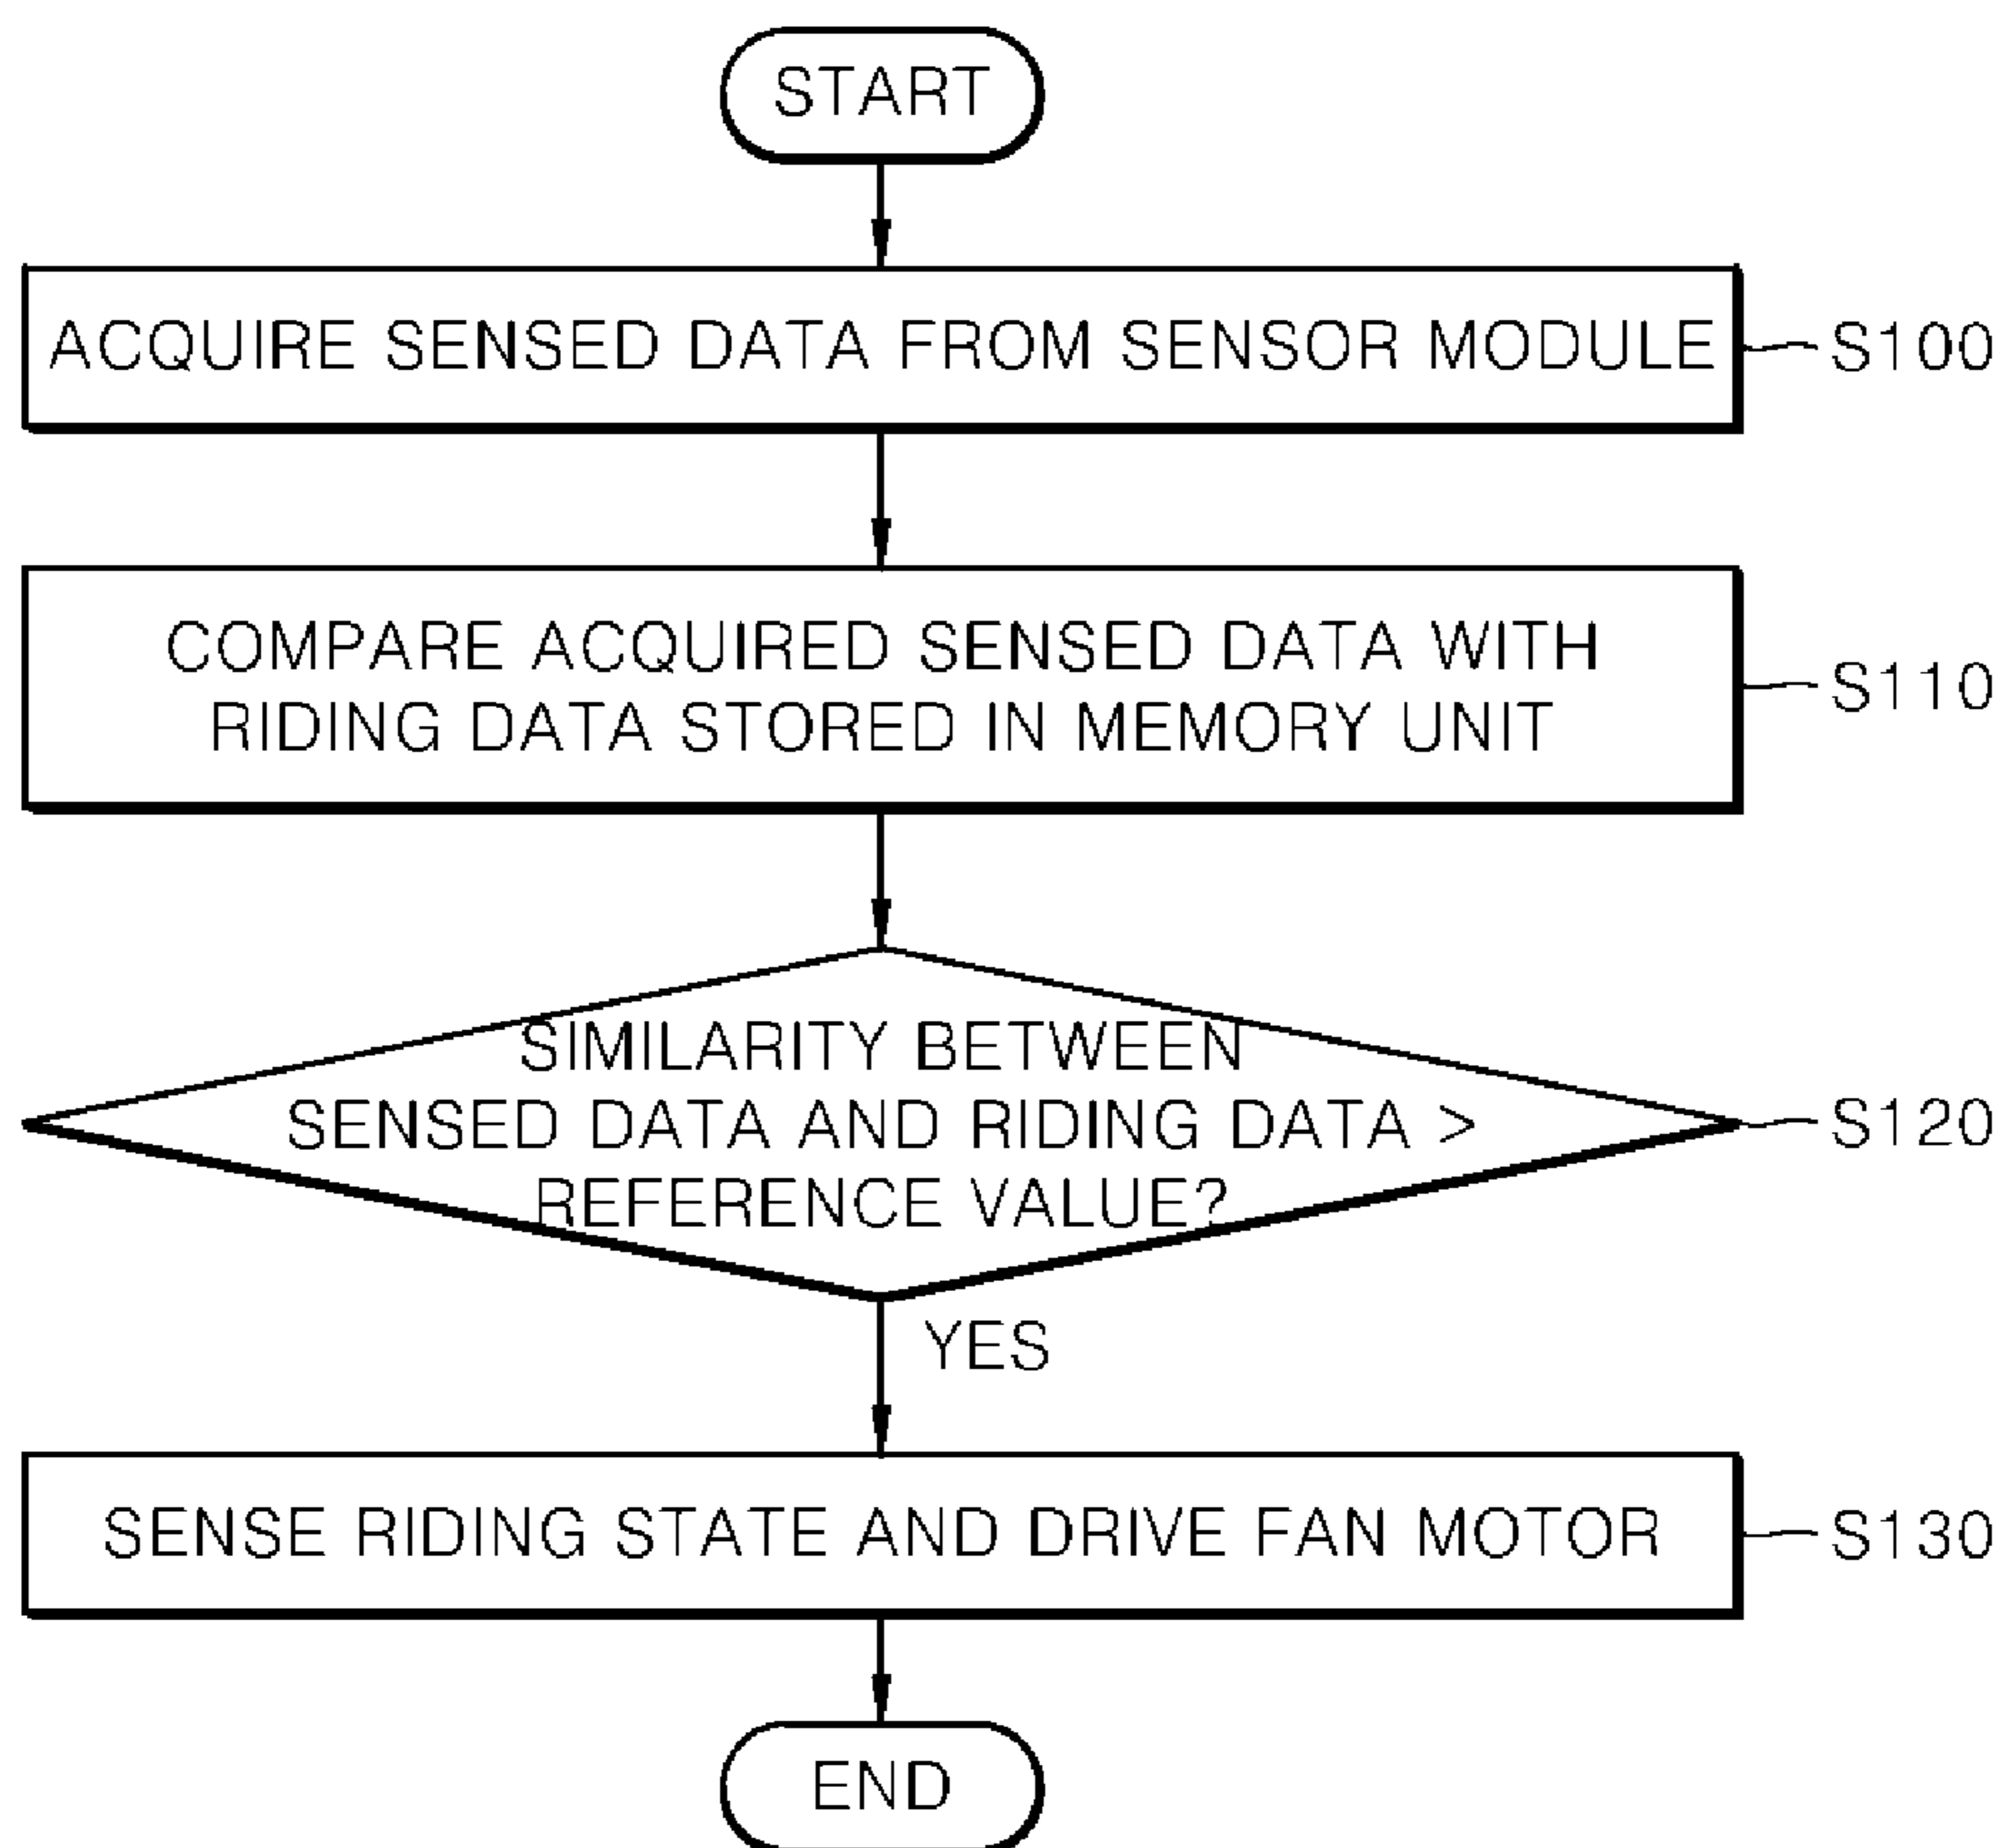 START
ACQUIRE SENSED DATA FROM SENSOR MODULE
S100
COMPARE ACQUIRED SENSED DATA WITH
RIDING DATA STORED IN MEMORY UNIT
S110
SIMILARITY BETWEEN
SENSED DATA AND RIDING DATA >
REFERENCE VALUE?
S120
YES
SENSE RIDING STATE AND DRIVE FAN MOTOR
S130
END